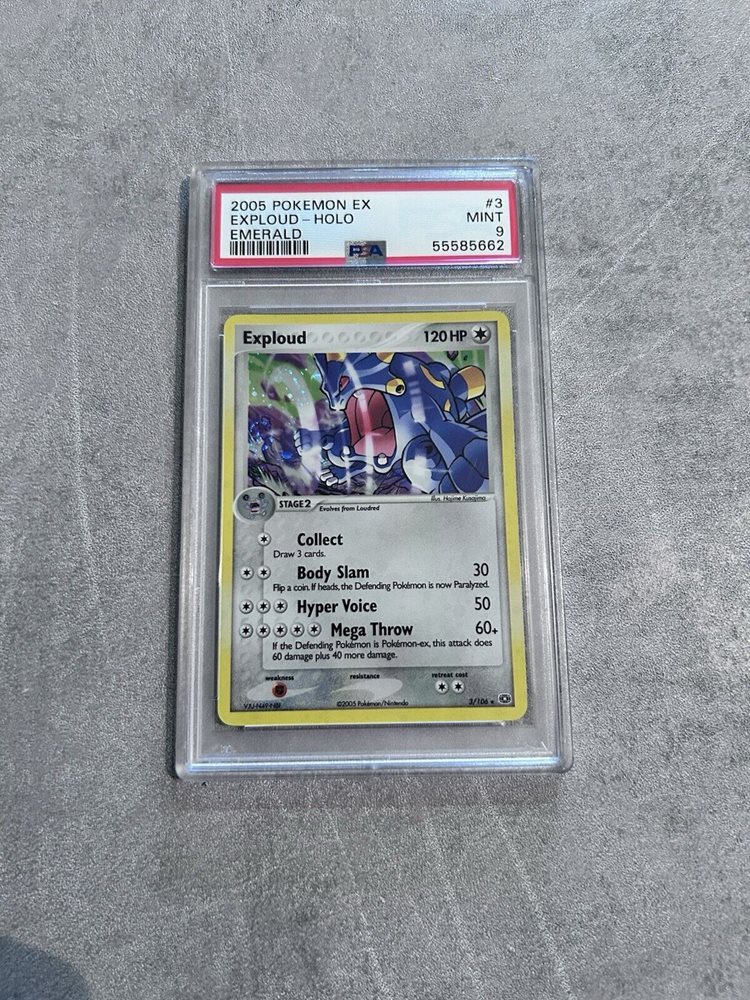 2005 POKEMON EX #3
EXPLOUD - HOLO MINT
EMERALD 9
PSA 55585662
Exploud 120 HP
STAGE 2 Evolves from Loudred
Illus. Hajime Kusajima
Collect
Draw 3 cards.
Body Slam 30
Flip a coin. If heads, the Defending Pokémon is now Paralyzed.
Hyper Voice 50
Mega Throw 60+
If the Defending Pokémon is Pokémon-ex, this attack does
60 damage plus 40 more damage.
weakness resistance retreat cost
©2005 Pokémon/Nintendo 3/106